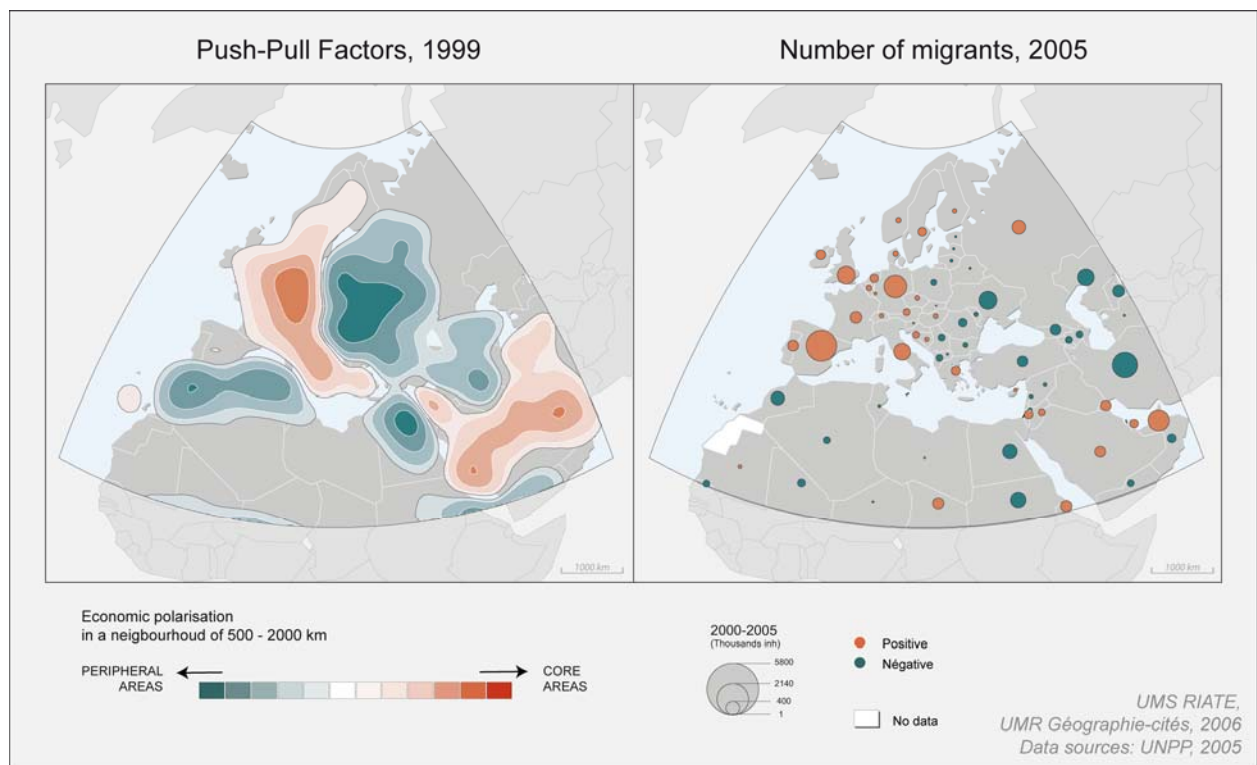 Push-Pull Factors, 1999
Number of migrants, 2005
1000 km
1000 km
Economic polarisation
in a neigbourhoud of 500 - 2000 km
PERIPHERAL
AREAS
CORE
AREAS
2000-2005
(Thousands inh)
5800
2140
400
1
Positive
Négative
No data
UMS RIATE,
UMR Géographie-cités, 2006
Data sources: UNPP, 2005